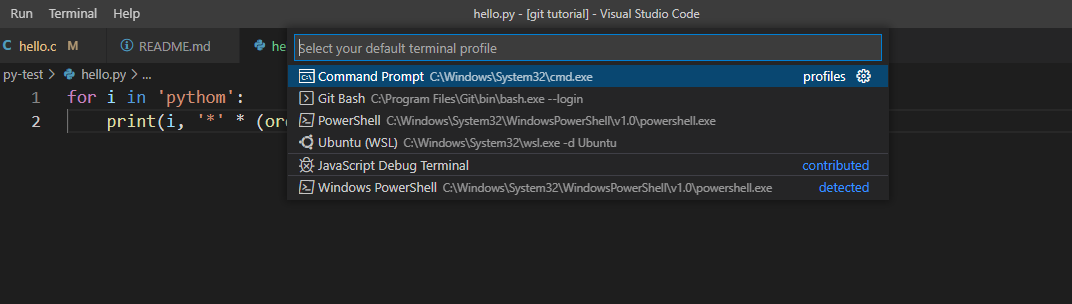 Run Terminal Help hello.py - [git tutorial] - Visual Studio Code
hello.c M README.md he
Select your default terminal profile
py-test > hello.py > ...
Command Prompt C:\Windows\System32\cmd.exe profiles
1 for i in 'pythom':
Git Bash C:\Program Files\Git\bin\bash.exe --login
2 print(i, '*' * (or
PowerShell C:\Windows\System32\WindowsPowerShell\v1.0\powershell.exe
Ubuntu (WSL) C:\Windows\System32\wsl.exe -d Ubuntu
JavaScript Debug Terminal contributed
Windows PowerShell C:\Windows\System32\WindowsPowerShell\v1.0\powershell.exe detected